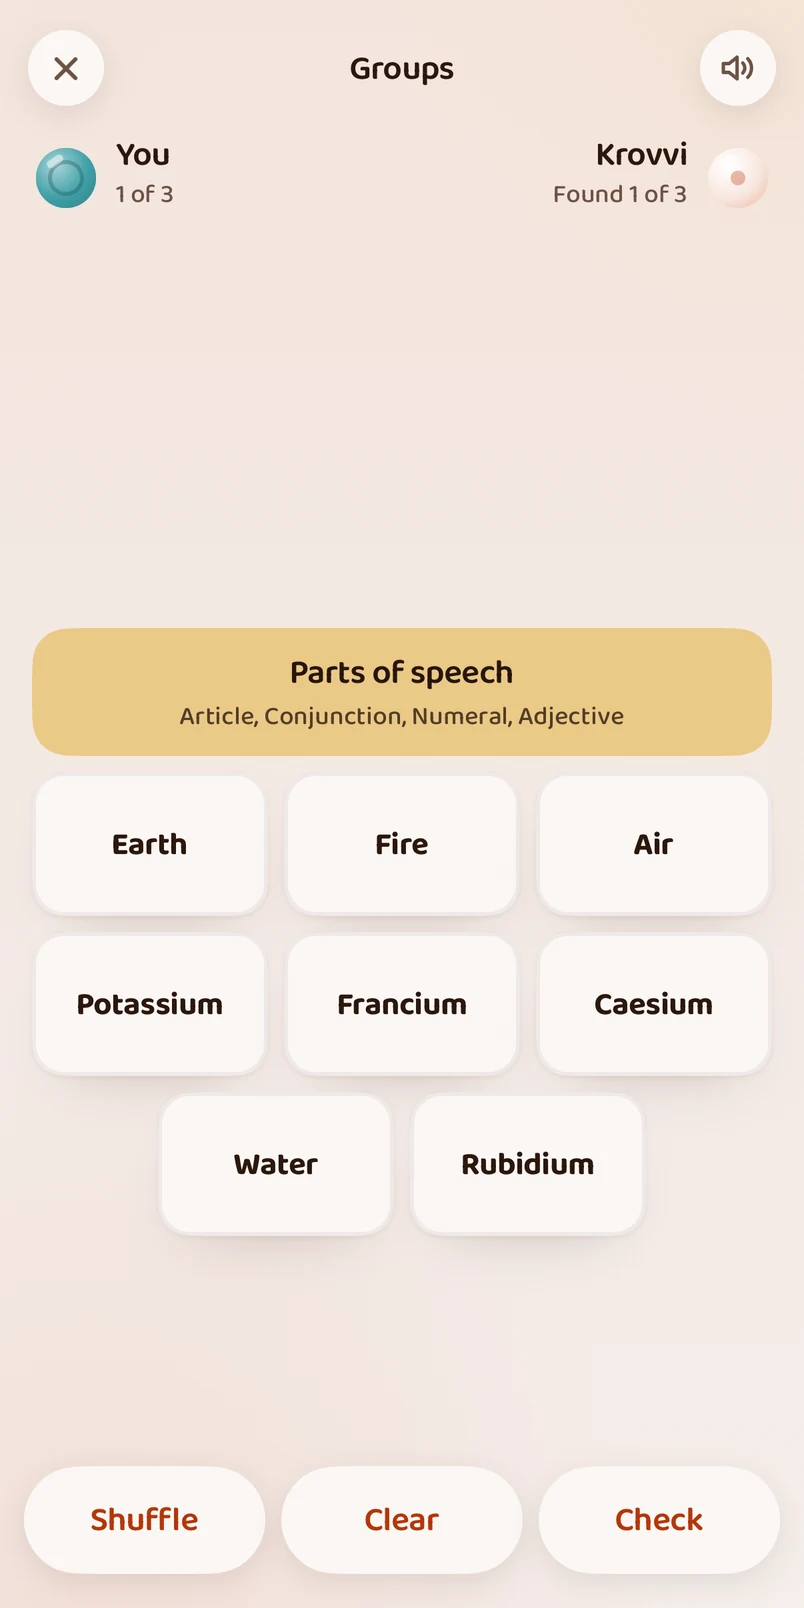 Groups
You
1 of 3
Krovvi
Found 1 of 3
Parts of speech
Article, Conjunction, Numeral, Adjective
Earth
Fire
Air
Potassium
Francium
Caesium
Water
Rubidium
Shuffle
Clear
Check